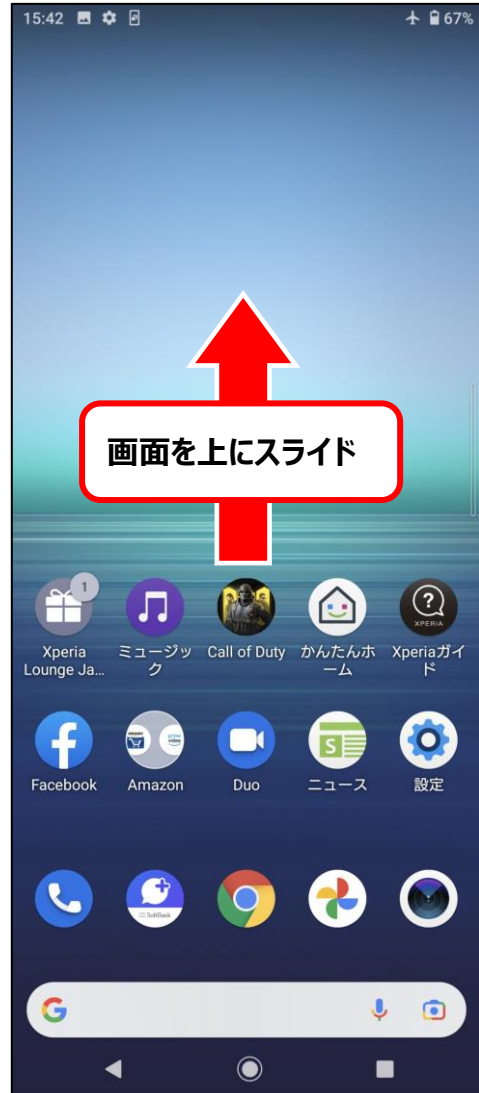 15:42
67%
画面を上にスライド
1
Xperia
Lounge Ja...
ミュージッ
ク
Call of Duty
かんたんホ
ーム
XPERIA
Xperiaガイ
ド
prime
video
S
Facebook
Amazon
Duo
ニュース
設定
SoftBank
G